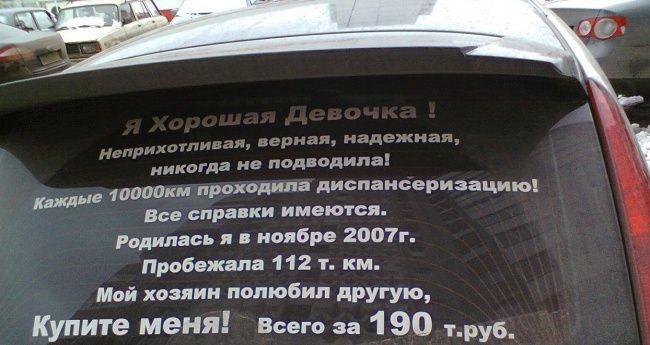 Я Хорошая Девочка !
Неприхотливая, верная, надежная,
никогда не подводила!
Каждые 10000км проходила диспансеризацию!
Все справки имеются.
Родилась я в ноябре 2007г.
Пробежала 112 т. км.
Мой хозяин полюбил другую,
Купите меня! Всего за 190 т.руб.